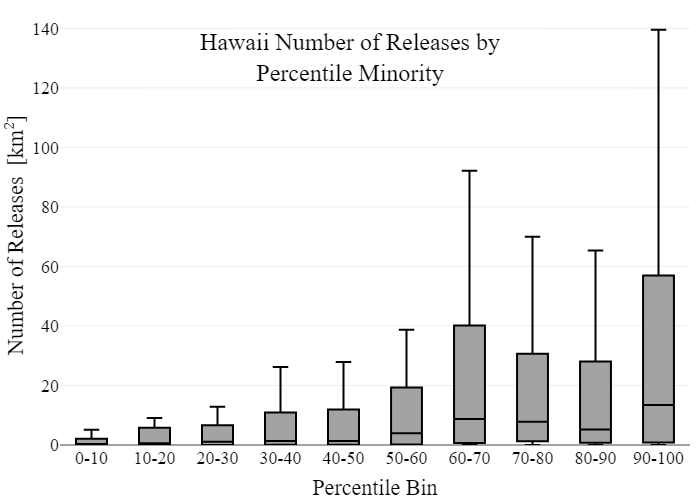 Hawaii Number of Releases by
Percentile Minority
Number of Releases [km²]
140
120
100
80
60
40
20
0
0-10 10-20 20-30 30-40 40-50 50-60 60-70 70-80 80-90 90-100
Percentile Bin